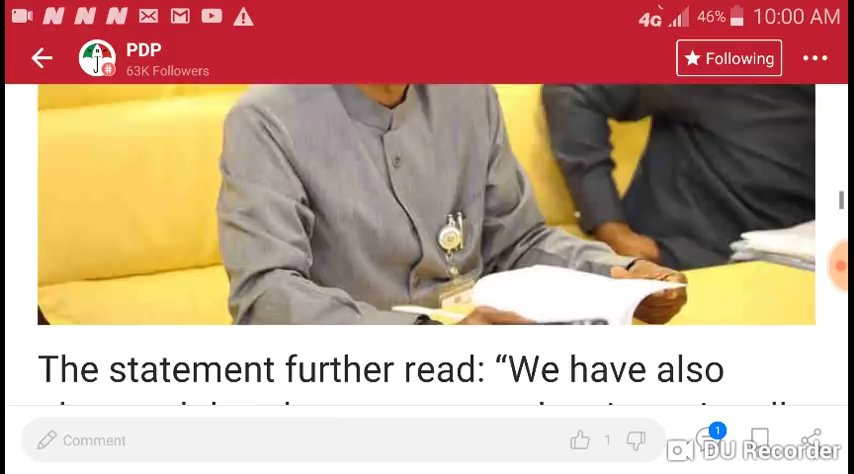 4G 46% 10:00 AM
PDP
63K Followers
★ Following
The statement further read: “We have also
Comment
1
1
DU Recorder